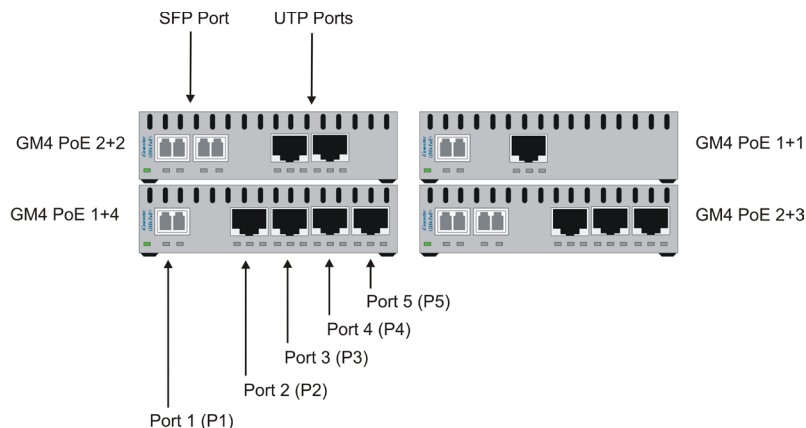 SFP Port
UTP Ports
GM4 PoE 2+2
GM4 PoE 1+1
GM4 PoE 1+4
GM4 PoE 2+3
Port 5 (P5)
Port 4 (P4)
Port 3 (P3)
Port 2 (P2)
Port 1 (P1)